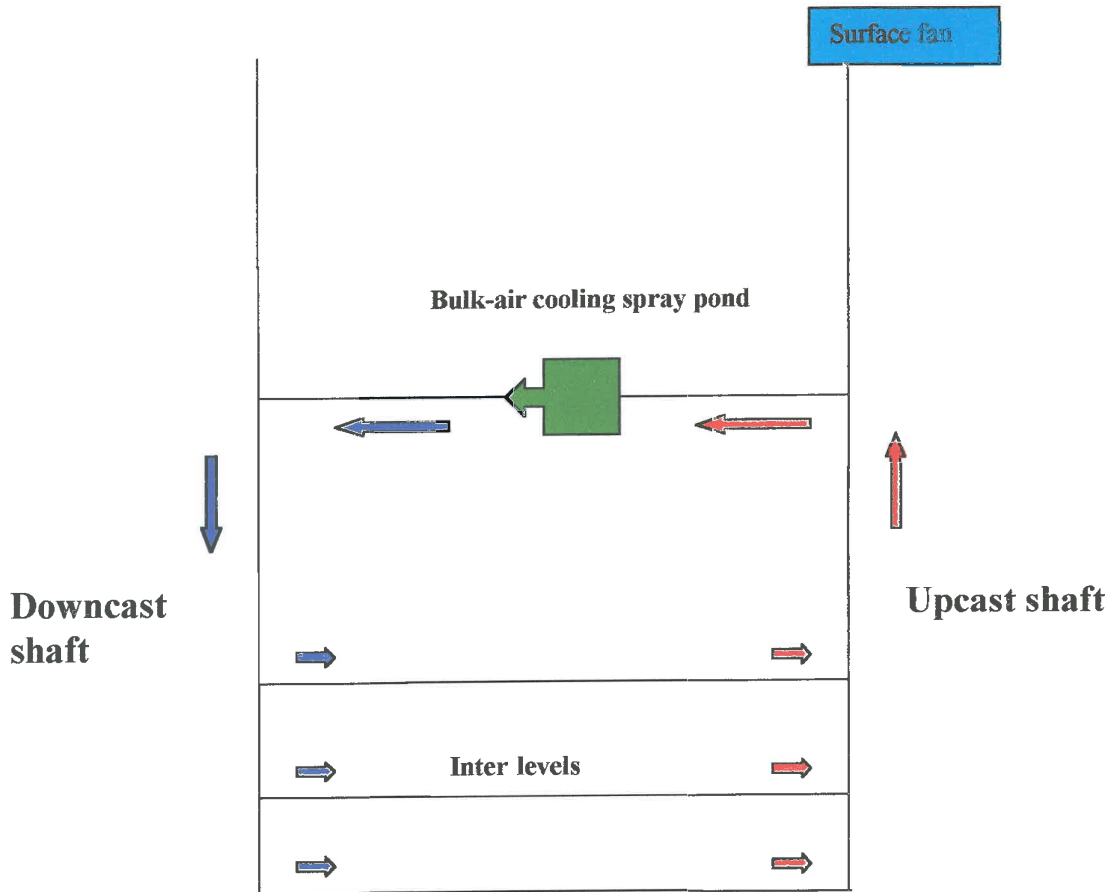 Surface fan
Bulk-air cooling spray pond
Downcast
shaft
Upcast shaft
Inter levels